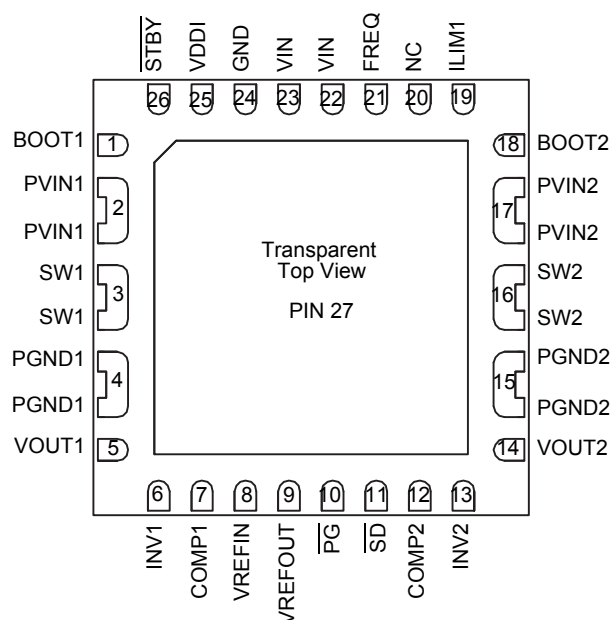 STBY
VDDI
GND
VIN
VIN
FREQ
NC
ILIM1
26
25
24
23
22
21
20
19
BOOT1
1
18
BOOT2
PVIN1
2
17
PVIN2
PVIN1
PVIN2
SW1
3
16
SW2
SW1
SW2
PGND1
4
15
PGND2
PGND1
PGND2
VOUT1
5
14
VOUT2
Transparent
Top View
PIN 27
6
7
8
9
10
11
12
13
INV1
COMP1
VREFIN
VREFOUT
PG
SD
COMP2
INV2